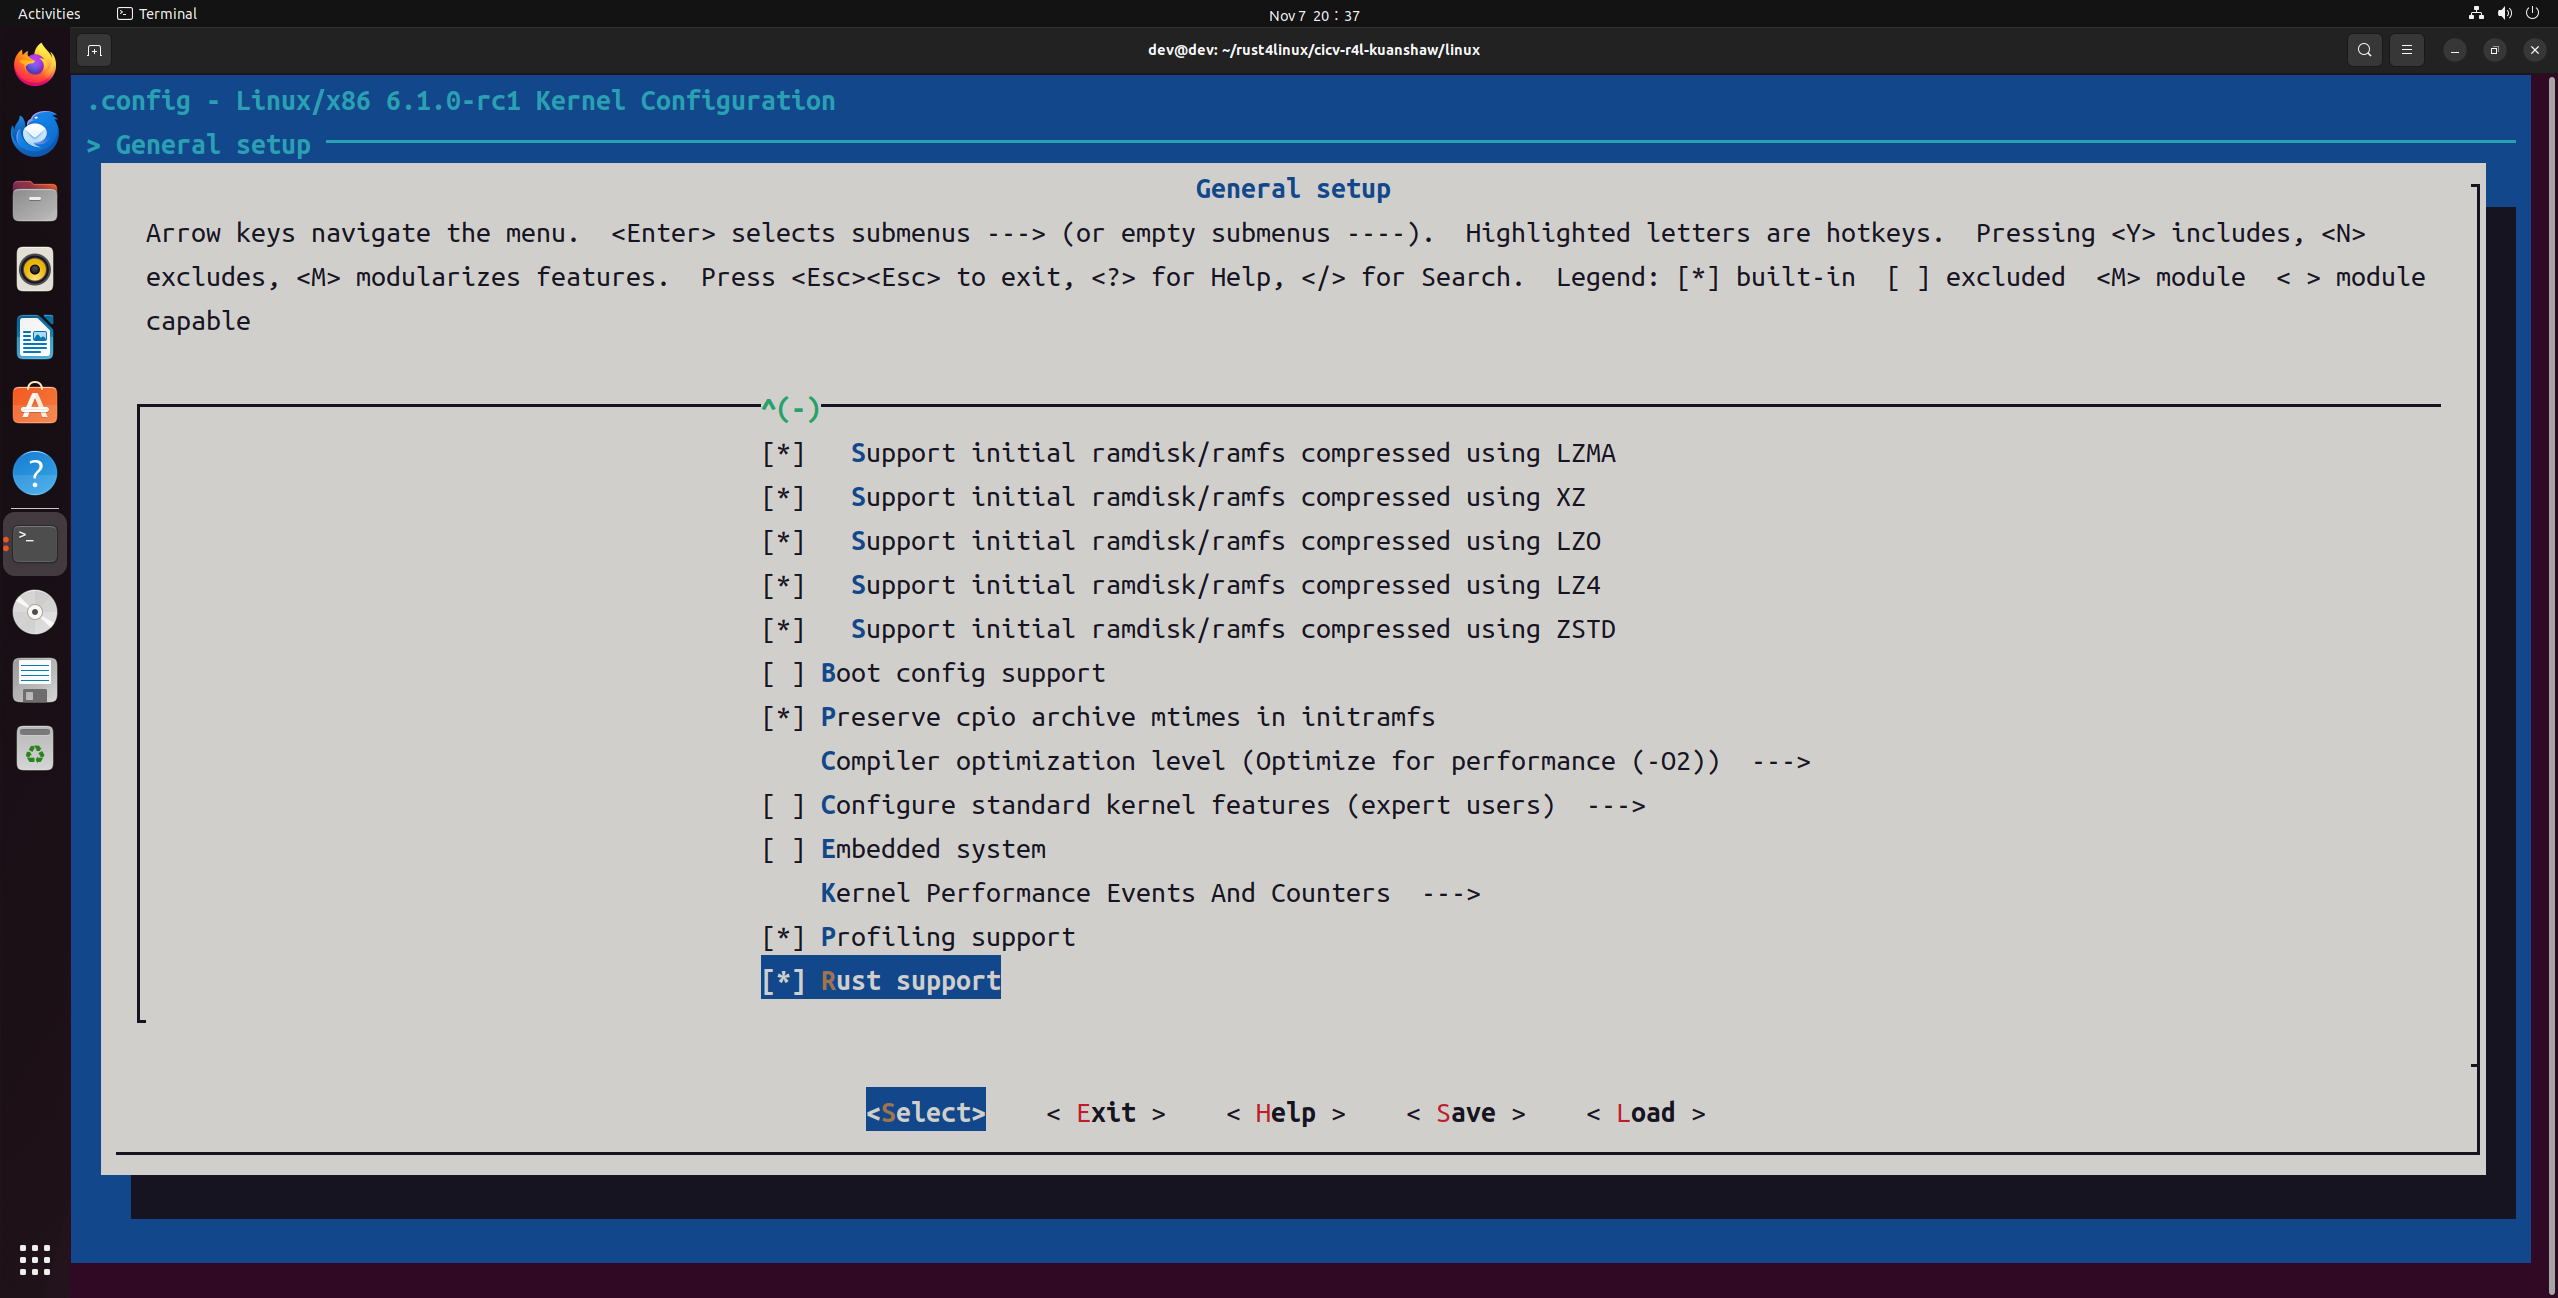 Activities
Terminal
Nov 7 20：37
dev@dev: ~/rust4linux/cicv-r4l-kuanshaw/linux
.config - Linux/x86 6.1.0-rc1 Kernel Configuration
> General setup
General setup
Arrow keys navigate the menu.  <Enter> selects submenus ---> (or empty submenus ----).  Highlighted letters are hotkeys.  Pressing <Y> includes, <N>
excludes, <M> modularizes features.  Press <Esc><Esc> to exit, <?> for Help, </> for Search.  Legend: [*] built-in  [ ] excluded  <M> module  < > module
capable
^(-)
[*]   Support initial ramdisk/ramfs compressed using LZMA
[*]   Support initial ramdisk/ramfs compressed using XZ
[*]   Support initial ramdisk/ramfs compressed using LZO
[*]   Support initial ramdisk/ramfs compressed using LZ4
[*]   Support initial ramdisk/ramfs compressed using ZSTD
[ ] Boot config support
[*] Preserve cpio archive mtimes in initramfs
    Compiler optimization level (Optimize for performance (-O2))  --->
[ ] Configure standard kernel features (expert users)  --->
[ ] Embedded system
    Kernel Performance Events And Counters  --->
[*] Profiling support
[*] Rust support
<Select>    < Exit >    < Help >    < Save >    < Load >